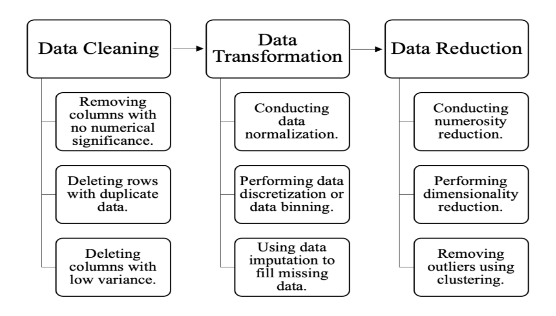 Data Cleaning
Data
Transformation
Data Reduction
Removing
columns with
no numerical
significance.
Deleting rows
with duplicate
data.
Deleting
columns with
low variance.
Conducting
data
normalization.
Performing data
discretization or
data binning.
Using data
imputation to
fill missing
data.
Conducting
numerosity
reduction.
Performing
dimensionality
reduction.
Removing
outliers using
clustering.